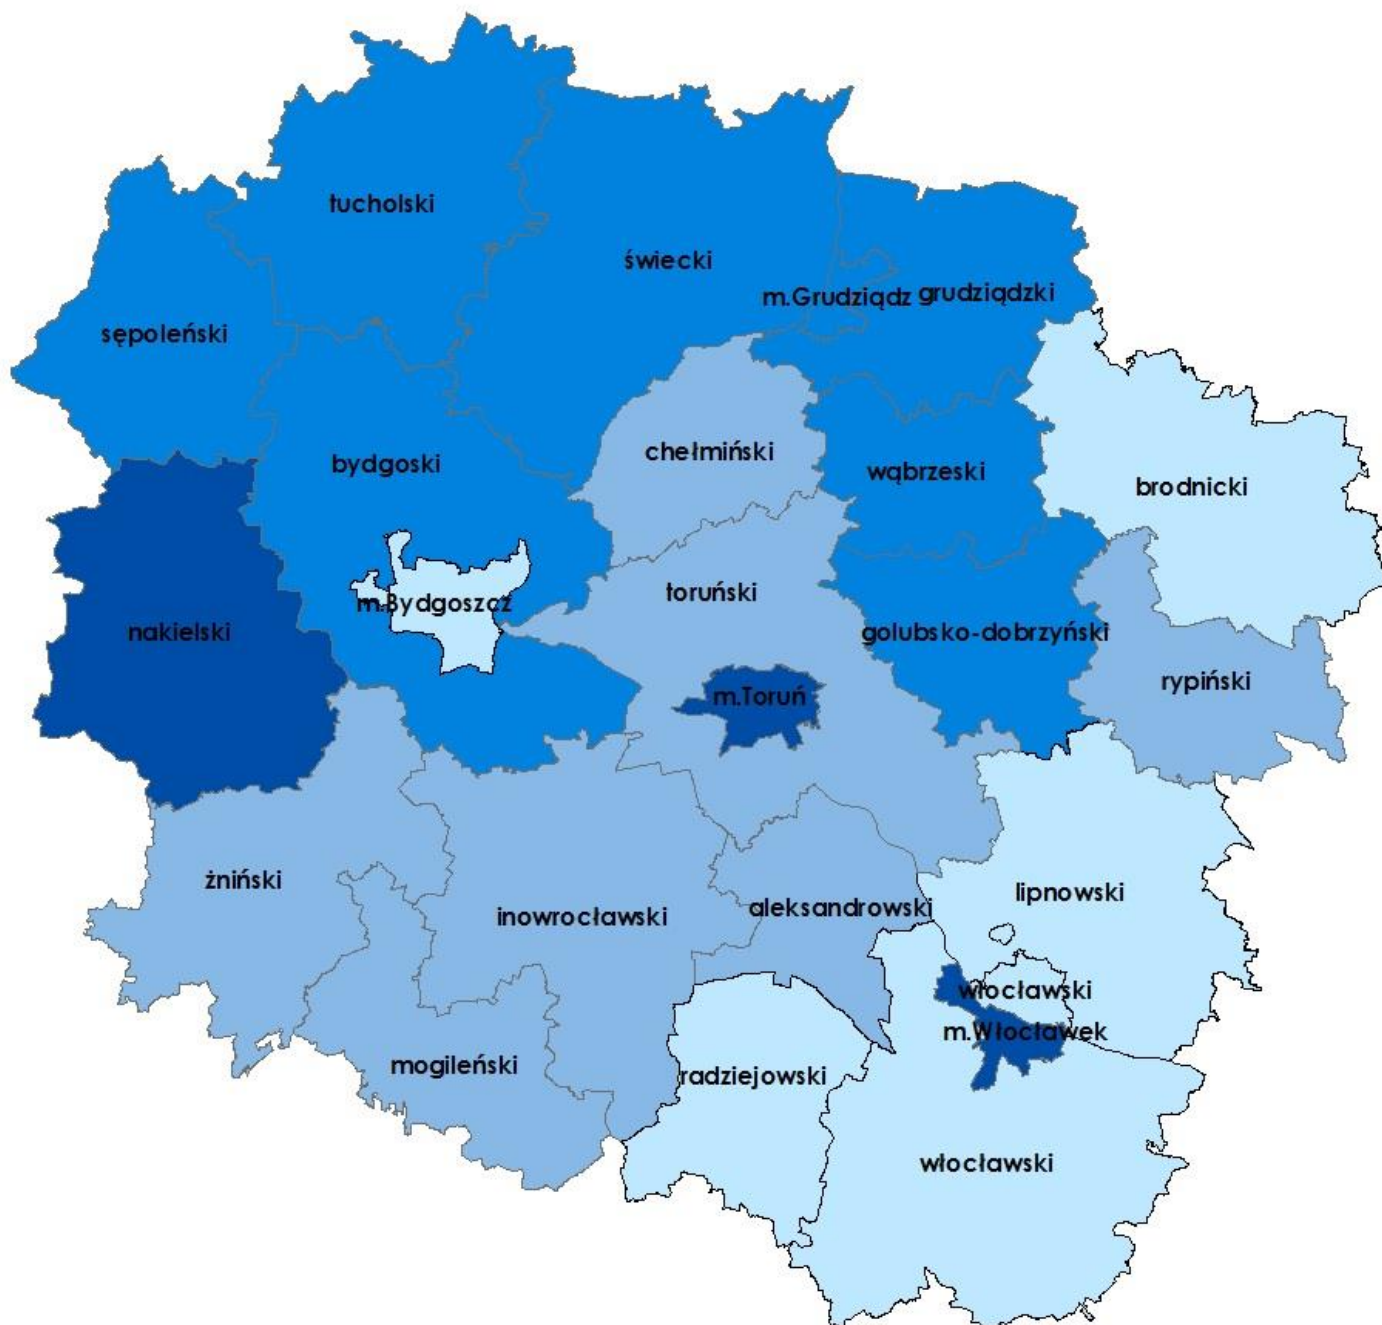 tucholski
świecki
m.Grudziądz
grudziądzki
sępoleński
bydgoski
chełmiński
wąbrzeski
brodnicki
m.Bydgoszcz
toruński
nakielski
golubsko-dobrzyński
rypiński
m.Toruń
żniński
inowrocławski
aleksandrowski
lipnowski
włocławski
m.Włocławek
mogileński
radziejowski
włocławski